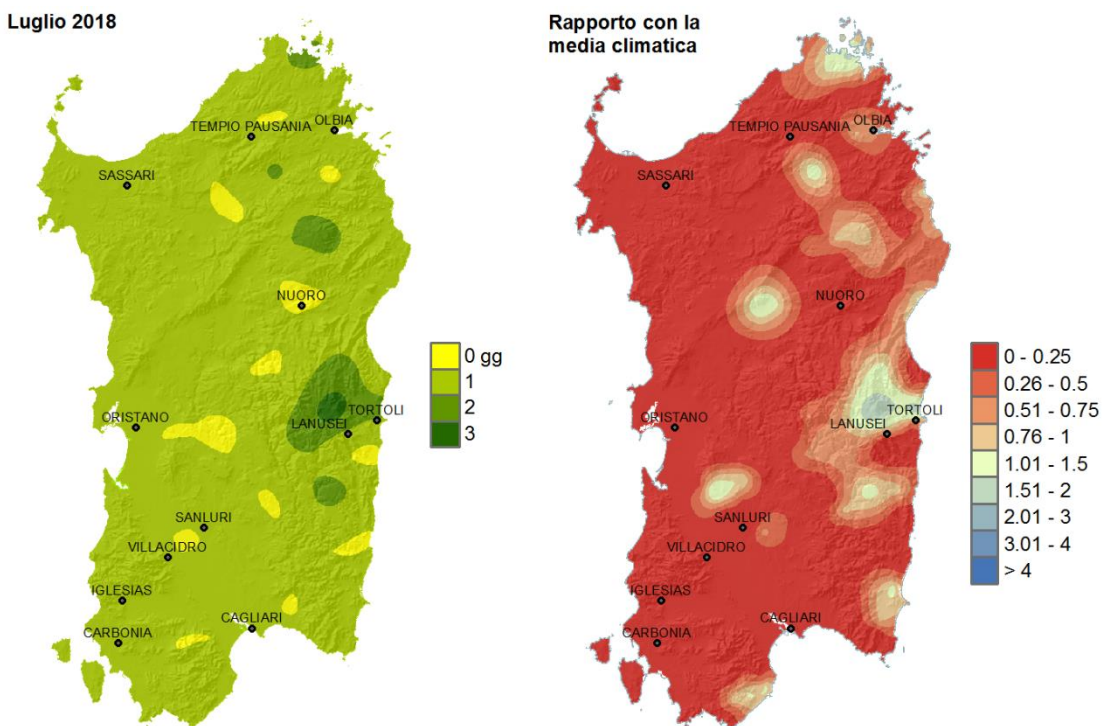 Luglio 2018
TEMPIO PAUSANIA
OLBIA
SASSARI
NUORO
ORISTANO
TORTOLI
LANUSEI
SANLURI
VILLACIDRO
IGLESIAS
CAGLIARI
CARBONIA
0 gg
1
2
3
Rapporto con la
media climatica
TEMPIO PAUSANIA
OLBIA
SASSARI
NUORO
ORISTANO
TORTOLI
LANUSEI
SANLURI
VILLACIDRO
IGLESIAS
CAGLIARI
CARBONIA
0 - 0.25
0.26 - 0.5
0.51 - 0.75
0.76 - 1
1.01 - 1.5
1.51 - 2
2.01 - 3
3.01 - 4
> 4